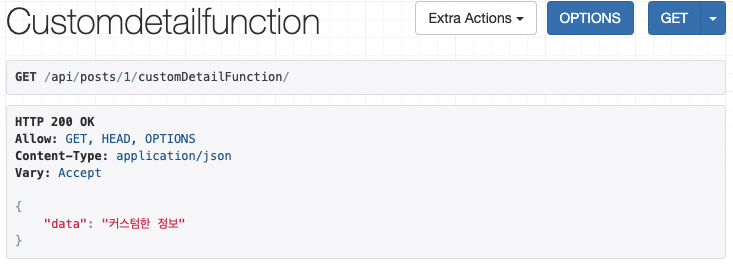 Customdetailfunction
Extra Actions
OPTIONS
GET
GET /api/posts/1/customDetailFunction/
HTTP 200 OK
Allow: GET, HEAD, OPTIONS
Content-Type: application/json
Vary: Accept
{
"data": "커스텀한 정보"
}